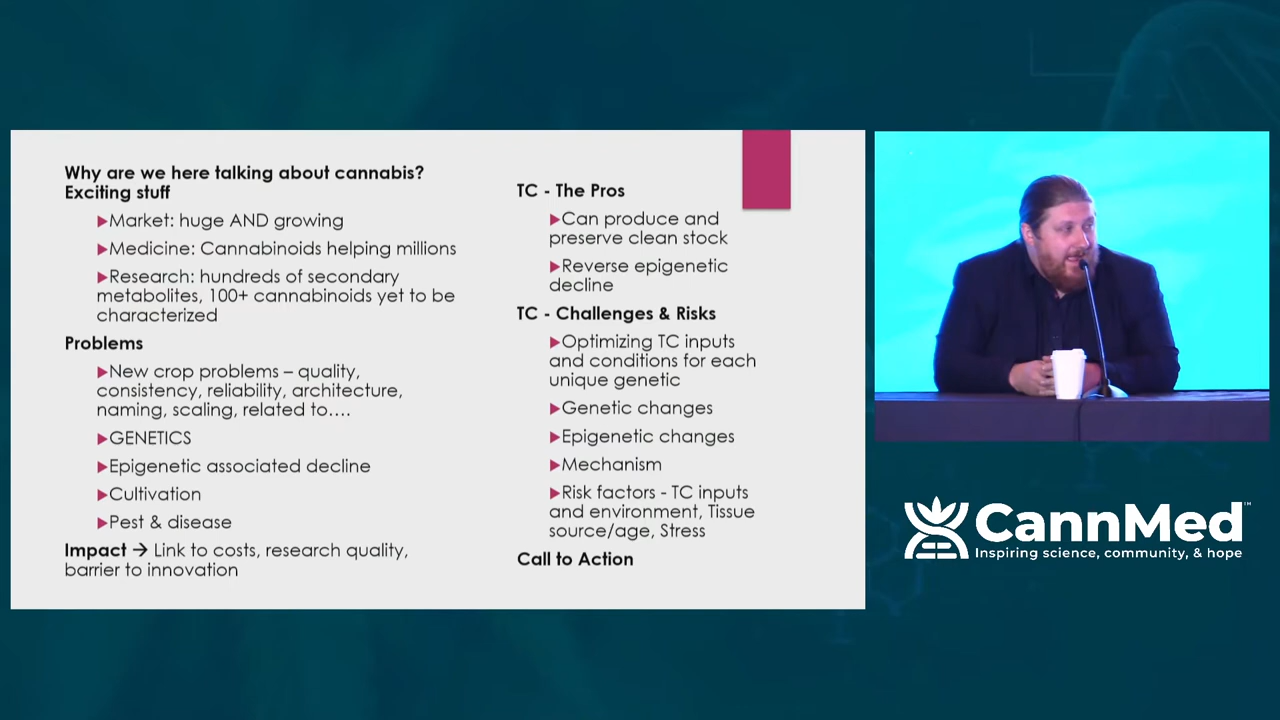 Why are we here talking about cannabis?
Exciting stuff
▶Market: huge AND growing
▶Medicine: Cannabinoids helping millions
▶Research: hundreds of secondary
metabolites, 100+ cannabinoids yet to be
characterized
Problems
▶New crop problems – quality,
consistency, reliability, architecture,
naming, scaling, related to….
▶GENETICS
▶Epigenetic associated decline
▶Cultivation
▶Pest & disease
Impact → Link to costs, research quality,
barrier to innovation
TC - The Pros
▶Can produce and
preserve clean stock
▶Reverse epigenetic
decline
TC - Challenges & Risks
▶Optimizing TC inputs
and conditions for each
unique genetic
▶Genetic changes
▶Epigenetic changes
▶Mechanism
▶Risk factors - TC inputs
and environment, Tissue
source/age, Stress
Call to Action
CannMed™
Inspiring science, community, & hope